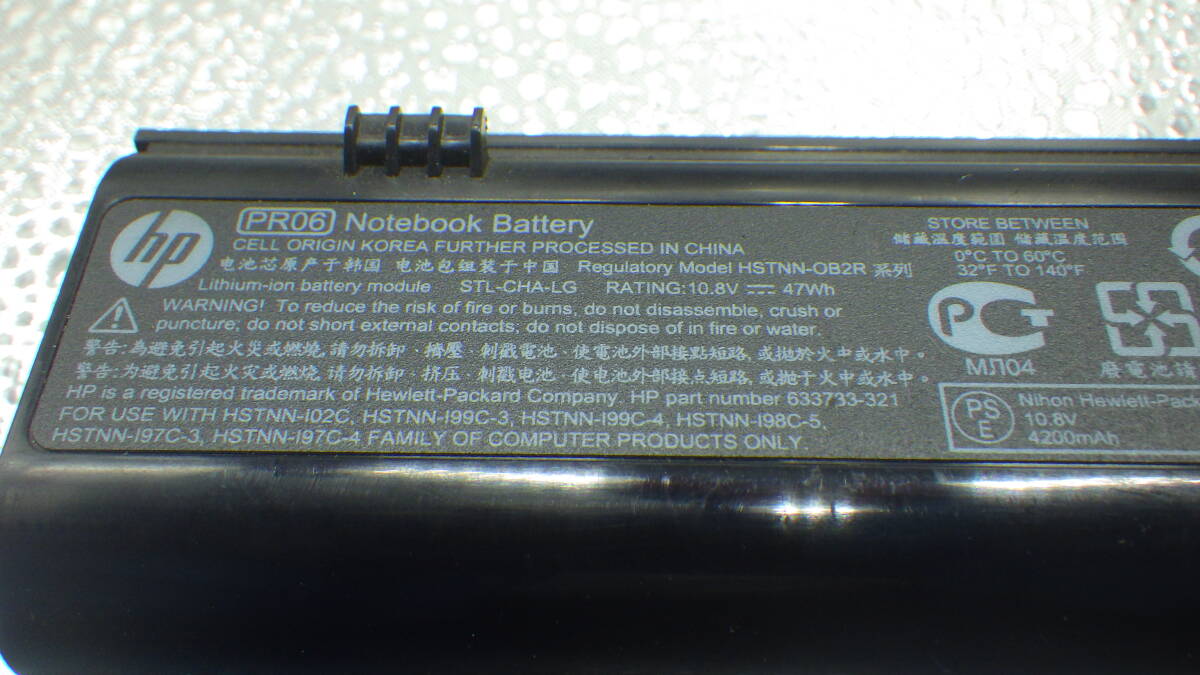 hp
PR06 Notebook Battery
CELL ORIGIN KOREA FURTHER PROCESSED IN CHINA
电池芯原产于韩国 电池包组装于中国 Regulatory Model HSTNN-OB2R 系列
Lithium-ion battery module STL-CHA-LG RATING:10.8V 47Wh
WARNING! To reduce the risk of fire or burns, do not disassemble, crush or
puncture; do not short external contacts; do not dispose of in fire or water.
警告:為避免引起火災或燃燒,請勿拆卸、擠壓、刺戳電池、使電池外部接點短路,或拋於火中或水中。
警告:为避免引起火灾或燃烧,请勿拆卸、挤压、刺戳电池、使电池外部接点短路,或抛于火中或水中。
HP is a registered trademark of Hewlett-Packard Company. HP part number 633733-321
FOR USE WITH HSTNN-I02C, HSTNN-I99C-3, HSTNN-I99C-4, HSTNN-I98C-5,
HSTNN-I97C-3, HSTNN-I97C-4 FAMILY OF COMPUTER PRODUCTS ONLY.
STORE BETWEEN
儲藏溫度範圍 储藏温度范围
0°C TO 60°C
32°F TO 140°F
МЛ04
廢電池請
PS
E
Nihon Hewlett-Pac
10.8V
4200mAh